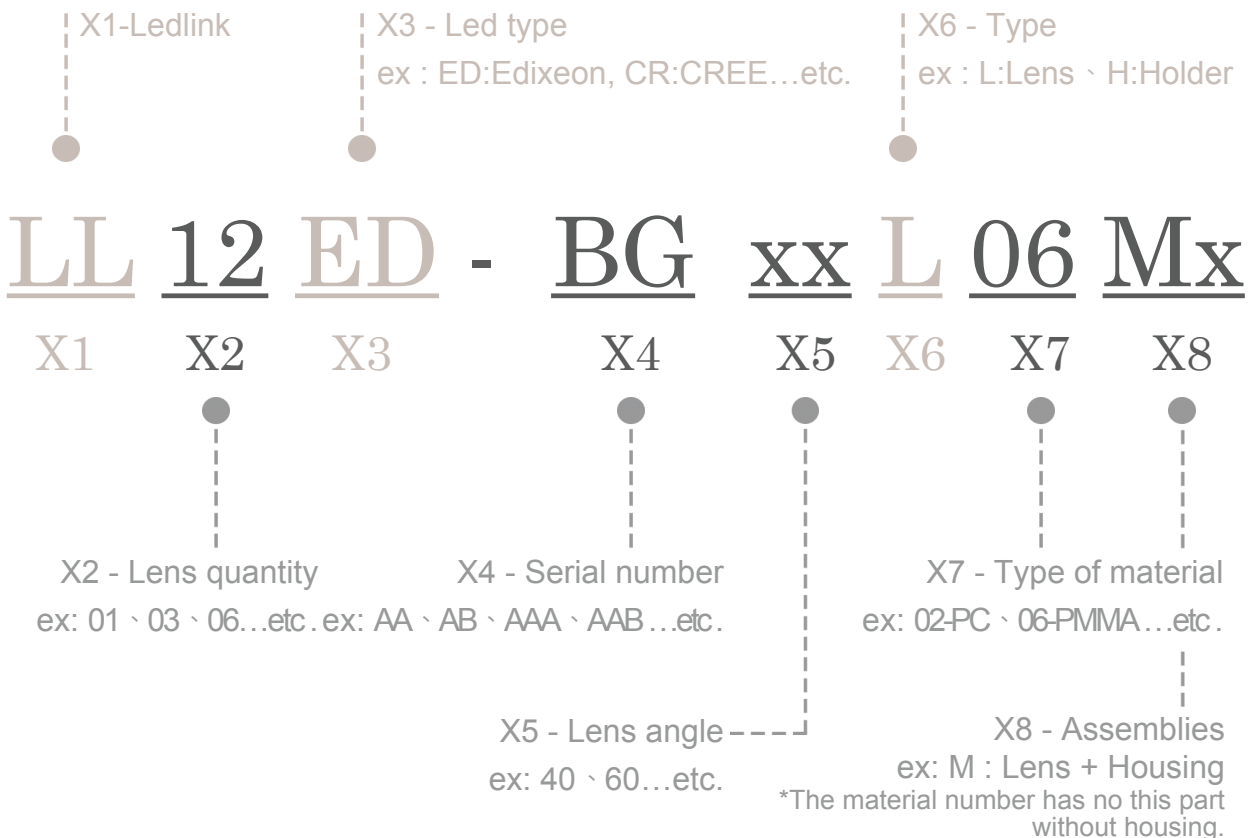 X1-Ledlink X3 - Led type X6 - Type
ex : ED:Edixeon, CR:CREE…etc. ex : L:Lens、H:Holder
LL 12 ED - BG xx L 06 Mx
X1 X2 X3 X4 X5 X6 X7 X8
X2 - Lens quantity X4 - Serial number X7 - Type of material
ex: 01、03、06…etc. ex: AA、AB、AAA、AAB…etc. ex: 02-PC、06-PMMA…etc.
X5 - Lens angle X8 - Assemblies
ex: 40、60…etc. ex: M : Lens + Housing
*The material number has no this part
without housing.